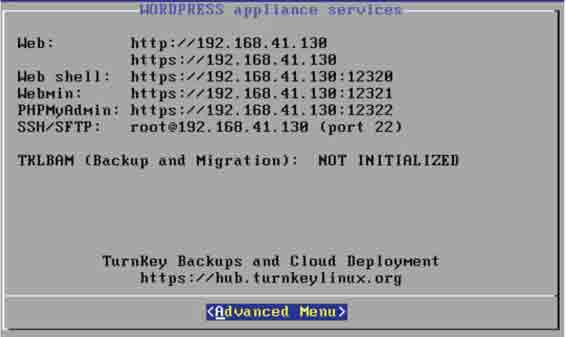 WORDPRESS appliance services
Web: http://192.168.41.130
https://192.168.41.130
Web shell: https://192.168.41.130:12320
Webmin: https://192.168.41.130:12321
PHPMyAdmin: https://192.168.41.130:12322
SSH/SFTP: root@192.168.41.130 (port 22)
TKLBAM (Backup and Migration): NOT INITIALIZED
TurnKey Backups and Cloud Deployment
https://hub.turnkeylinux.org
<Advanced Menu>